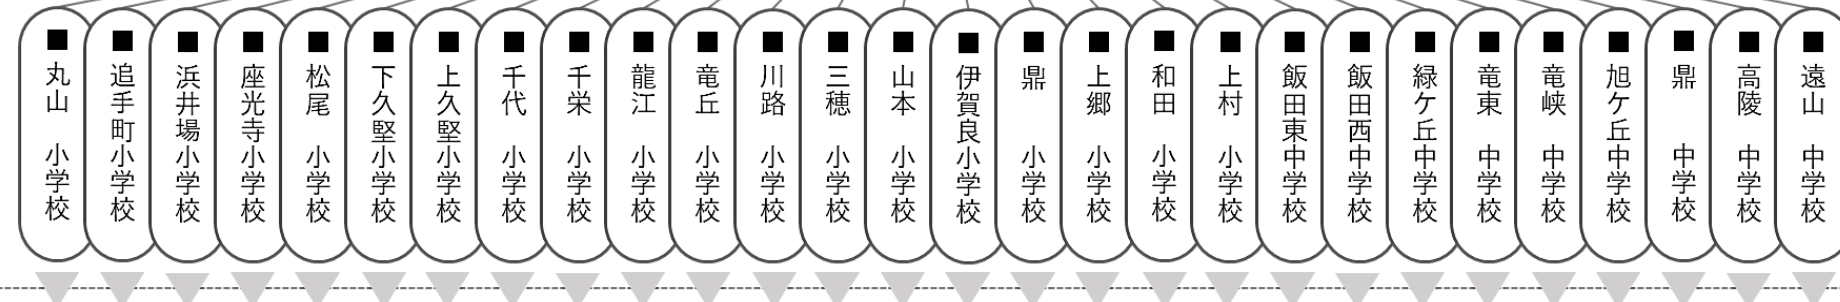 ■丸山　小学校
■追手町小学校
■浜井場小学校
■座光寺小学校
■松尾　小学校
■下久堅小学校
■上久堅小学校
■千代　小学校
■千栄　小学校
■龍江　小学校
■竜丘　小学校
■川路　小学校
■三穂　小学校
■山本　小学校
■伊賀良小学校
■鼎　　小学校
■上郷　小学校
■和田　小学校
■上村　小学校
■飯田東中学校
■飯田西中学校
■緑ケ丘中学校
■竜東　中学校
■竜峡　中学校
■旭ケ丘中学校
■鼎　　中学校
■高陵　中学校
■遠山　中学校